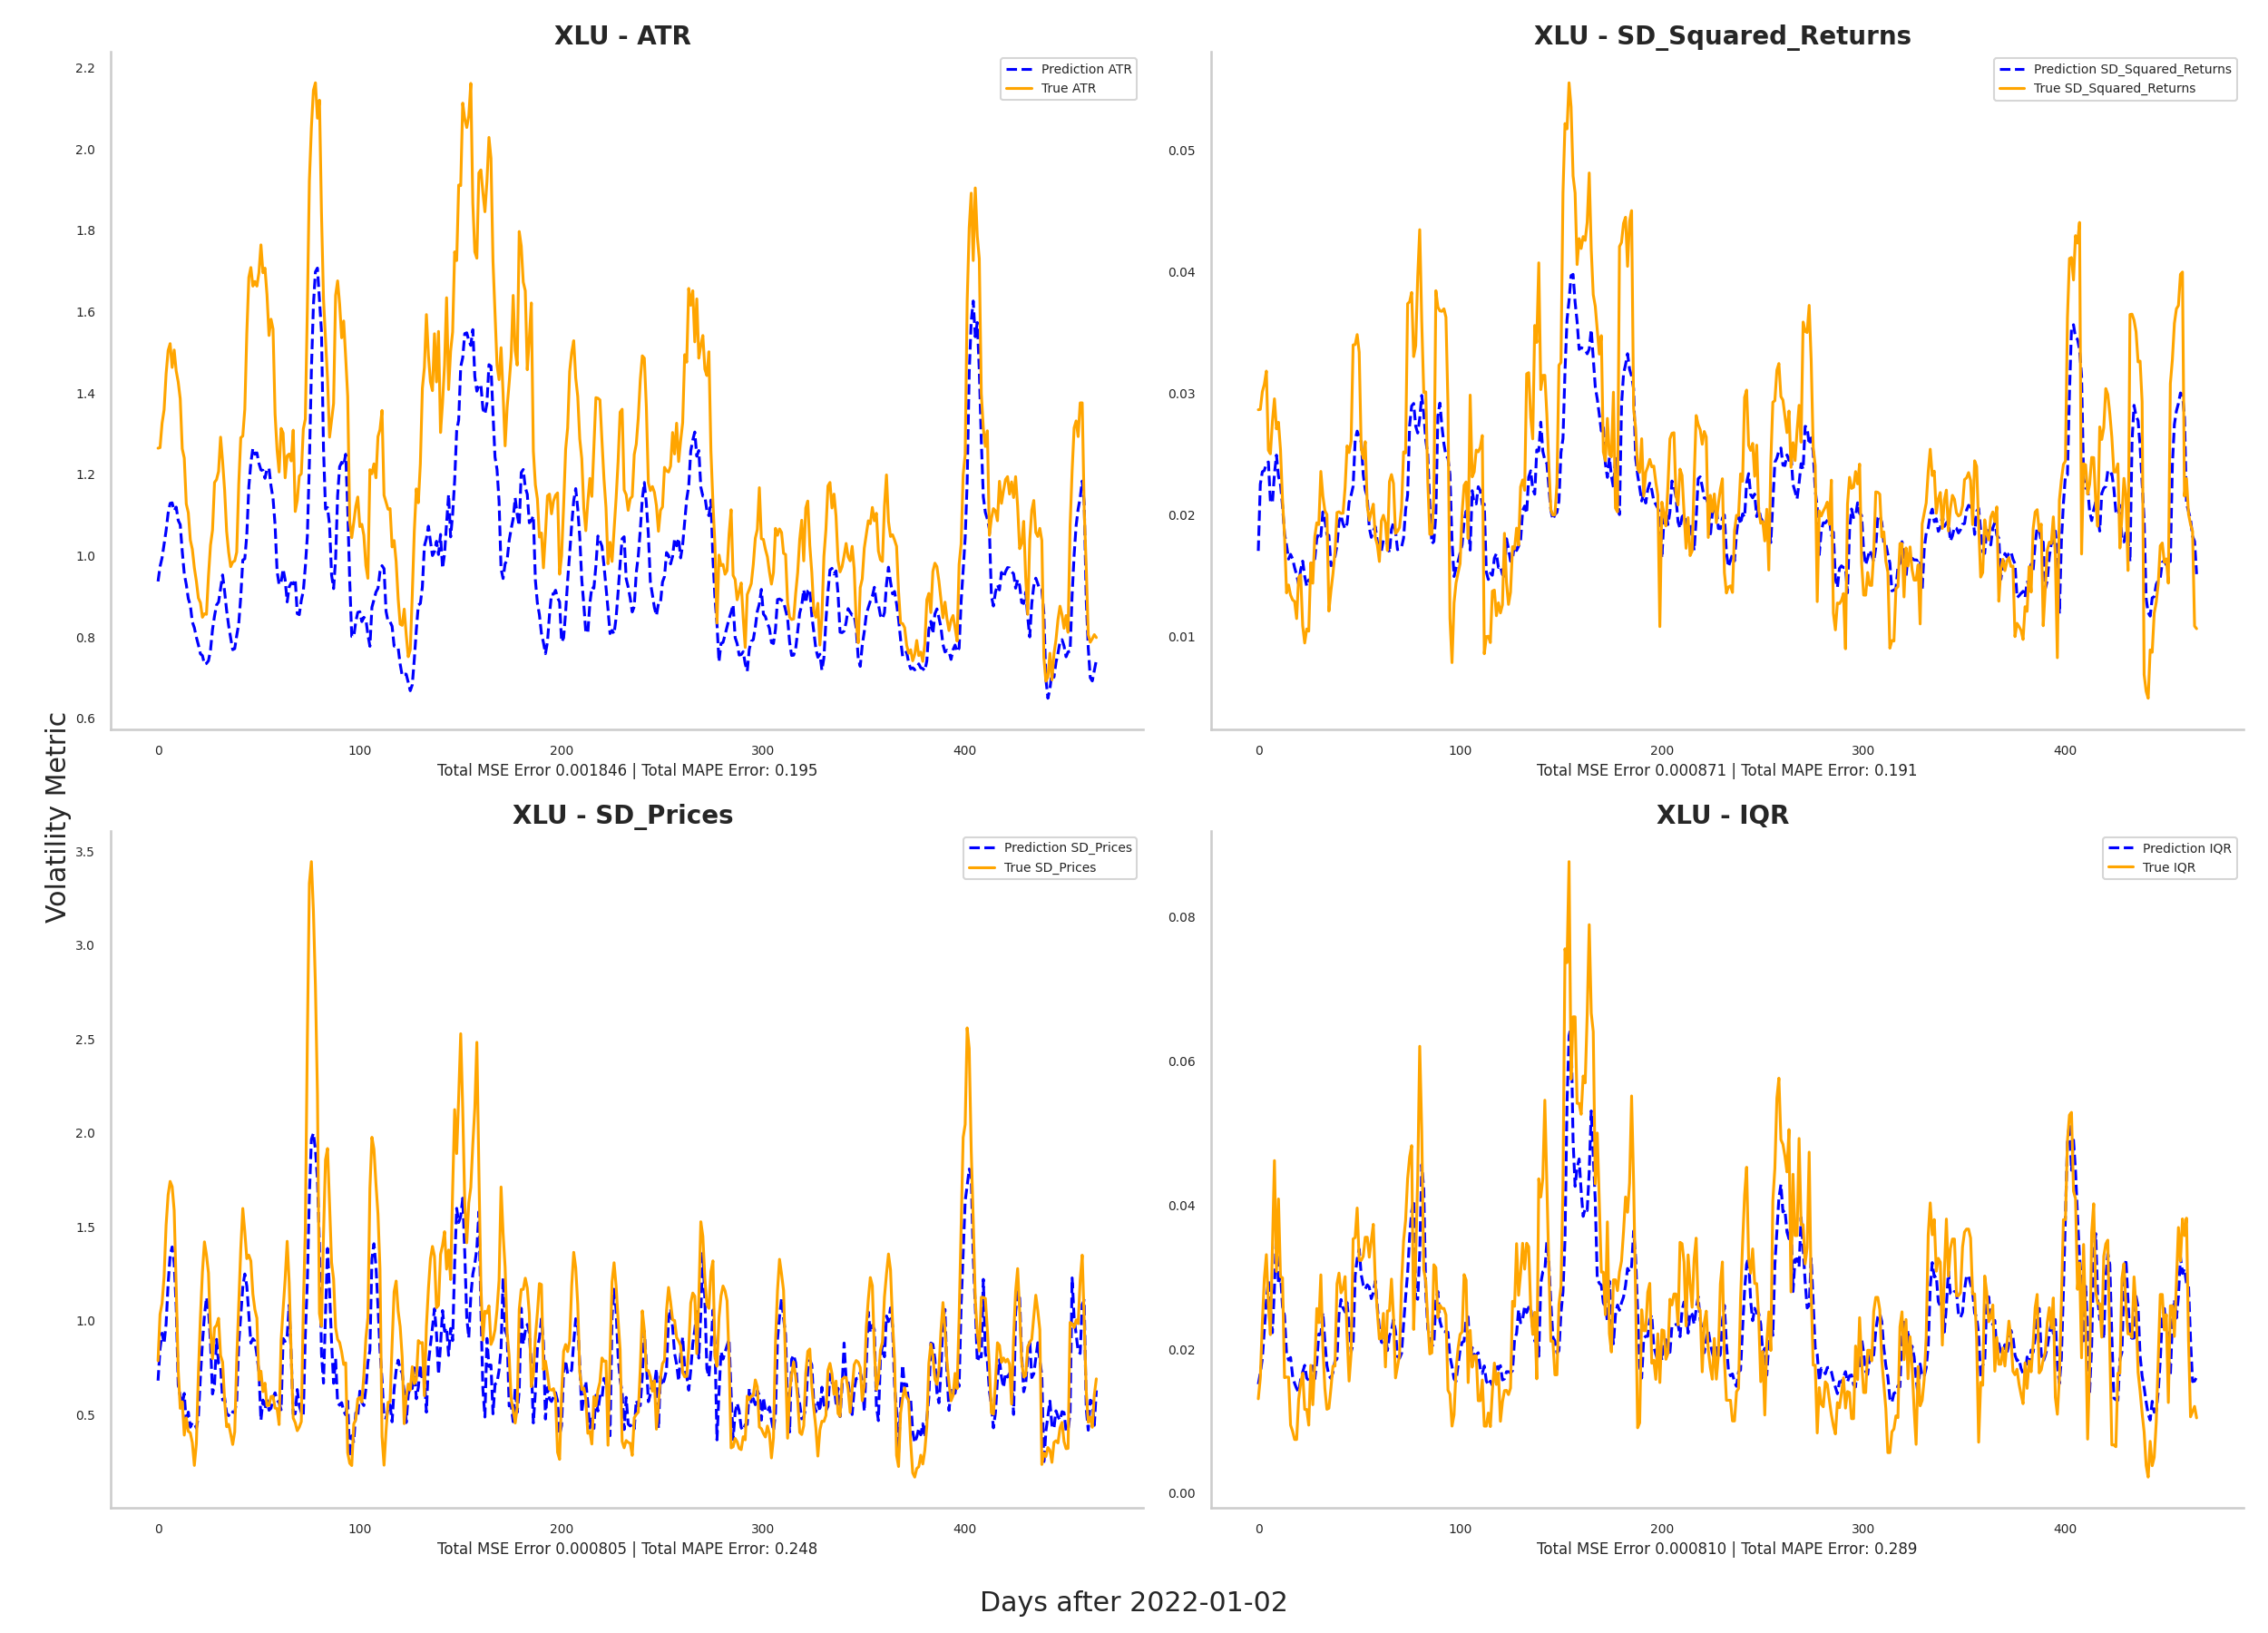 XLU - ATR
Prediction ATR
True ATR
2.2
2.0
1.8
1.6
1.4
1.2
1.0
0.8
0.6
0 100 200 300 400
Total MSE Error 0.001846 | Total MAPE Error: 0.195
XLU - SD_Squared_Returns
Prediction SD_Squared_Returns
True SD_Squared_Returns
0.05
0.04
0.03
0.02
0.01
0 100 200 300 400
Total MSE Error 0.000871 | Total MAPE Error: 0.191
Volatility Metric
XLU - SD_Prices
Prediction SD_Prices
True SD_Prices
3.5
3.0
2.5
2.0
1.5
1.0
0.5
0 100 200 300 400
Total MSE Error 0.000805 | Total MAPE Error: 0.248
XLU - IQR
Prediction IQR
True IQR
0.08
0.06
0.04
0.02
0.00
0 100 200 300 400
Total MSE Error 0.000810 | Total MAPE Error: 0.289
Days after 2022-01-02